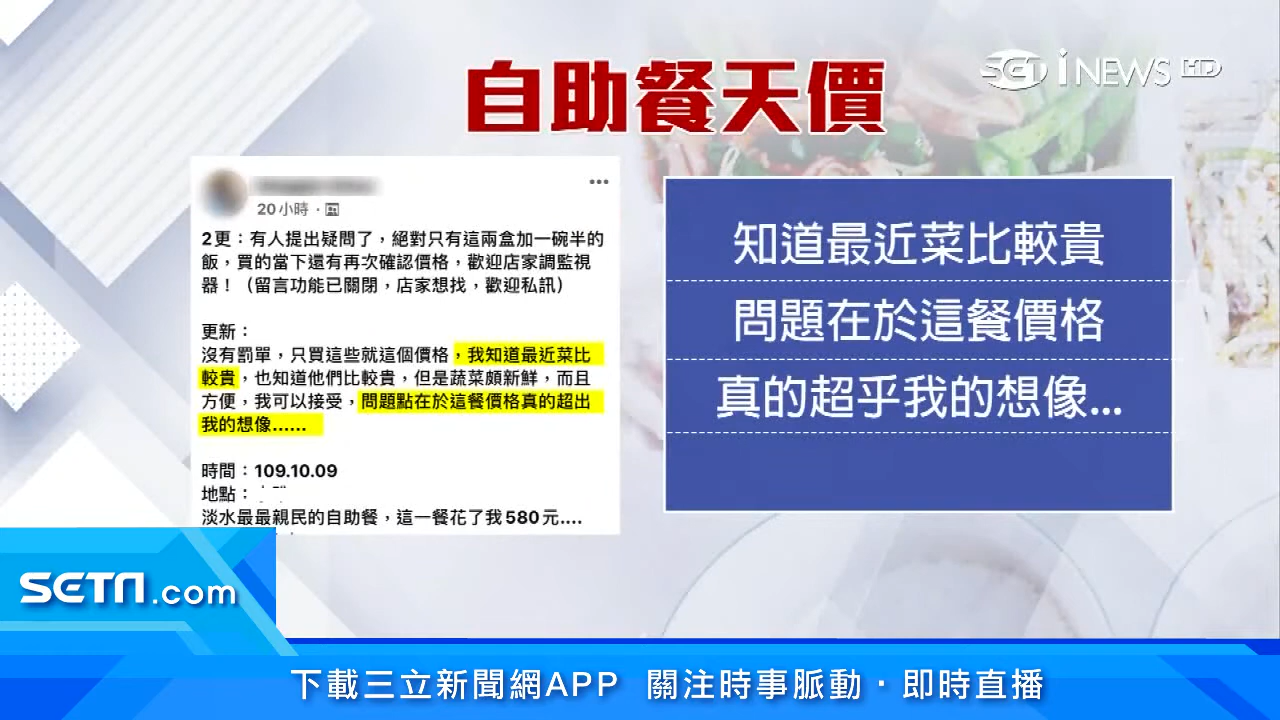 自助餐天價
SET iNEWS HD
20 小時
2更：有人提出疑問了，絕對只有這兩盒加一碗半的
飯，買的當下還有再次確認價格，歡迎店家調監視
器！（留言功能已關閉，店家想找，歡迎私訊）
更新：
沒有罰單，只買這些就這個價格，我知道最近菜比
較貴，也知道他們比較貴，但是蔬菜頗新鮮，而且
方便，我可以接受，問題點在於這餐價格真的超出
我的想像......
時間：109.10.09
地點：
淡水最最親民的自助餐，這一餐花了我 580 元....
知道最近菜比較貴
問題在於這餐價格
真的超乎我的想像...
SETN.com
下載三立新聞網APP 關注時事脈動·即時直播